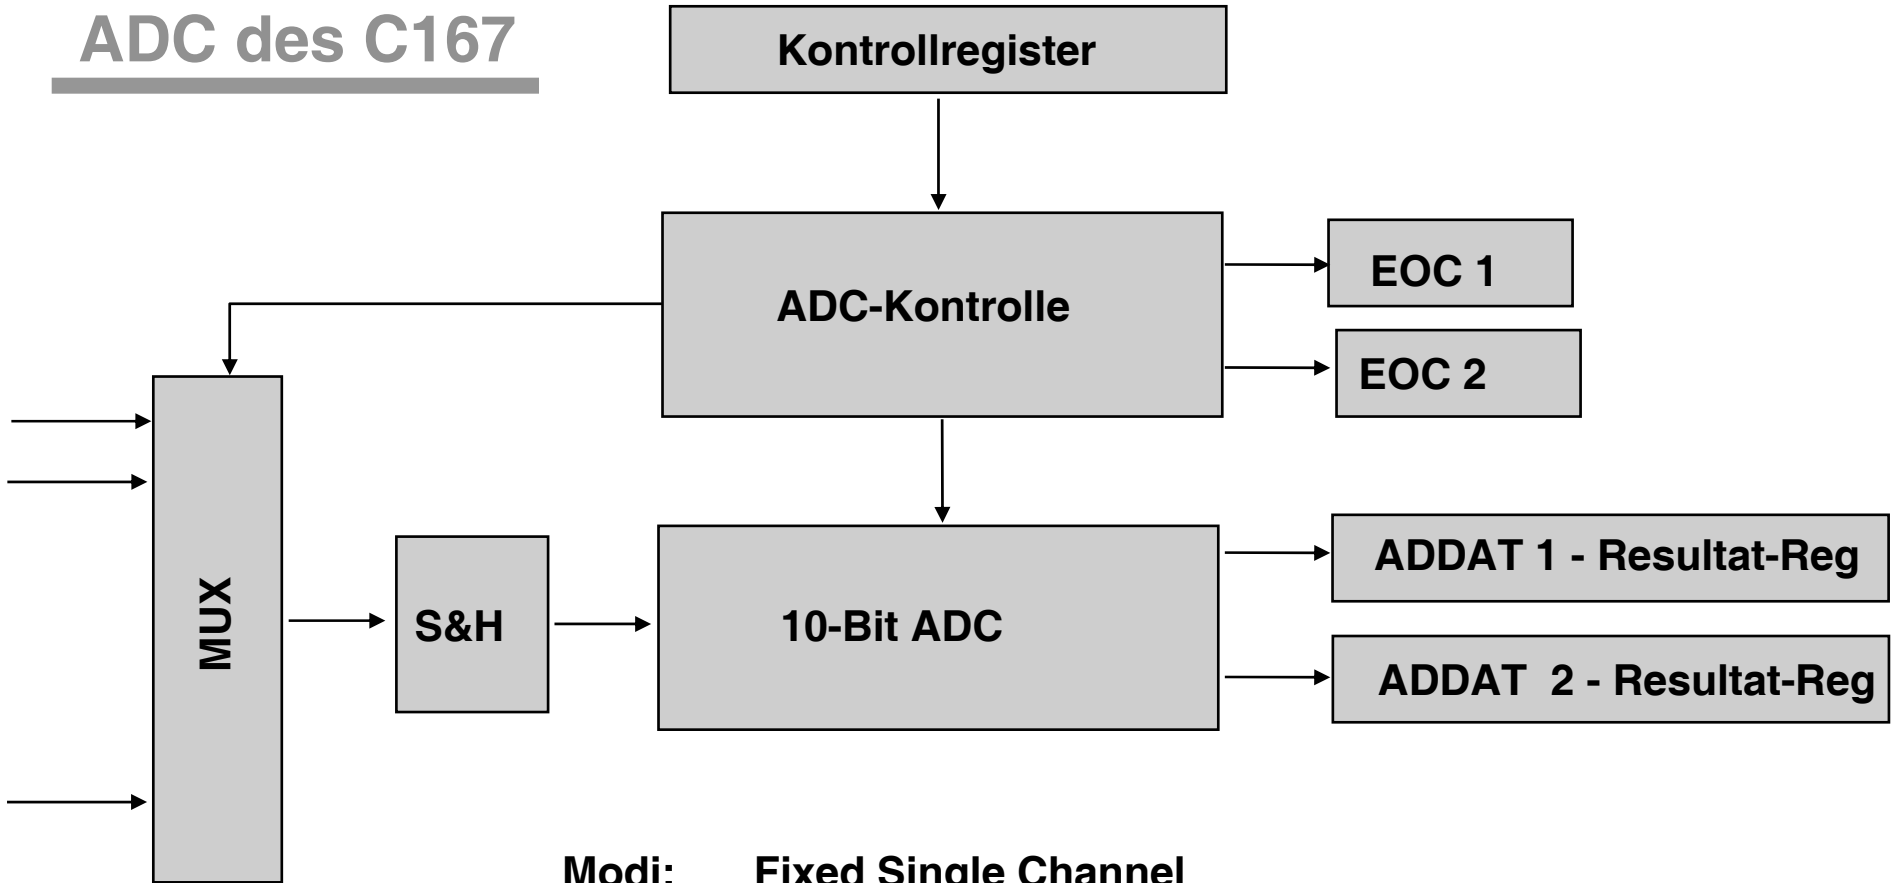 ADC des C167
Kontrollregister
ADC-Kontrolle
EOC 1
EOC 2
MUX
S&H
10-Bit ADC
ADDAT 1 - Resultat-Reg
ADDAT 2 - Resultat-Reg
Modi: Fixed Single Channel